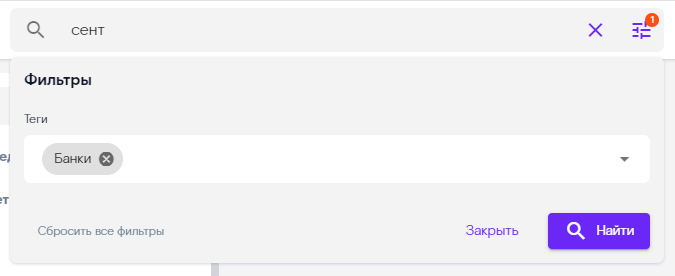 сент
1
Фильтры
Теги
Банки
Сбросить все фильтры
Закрыть
Найти